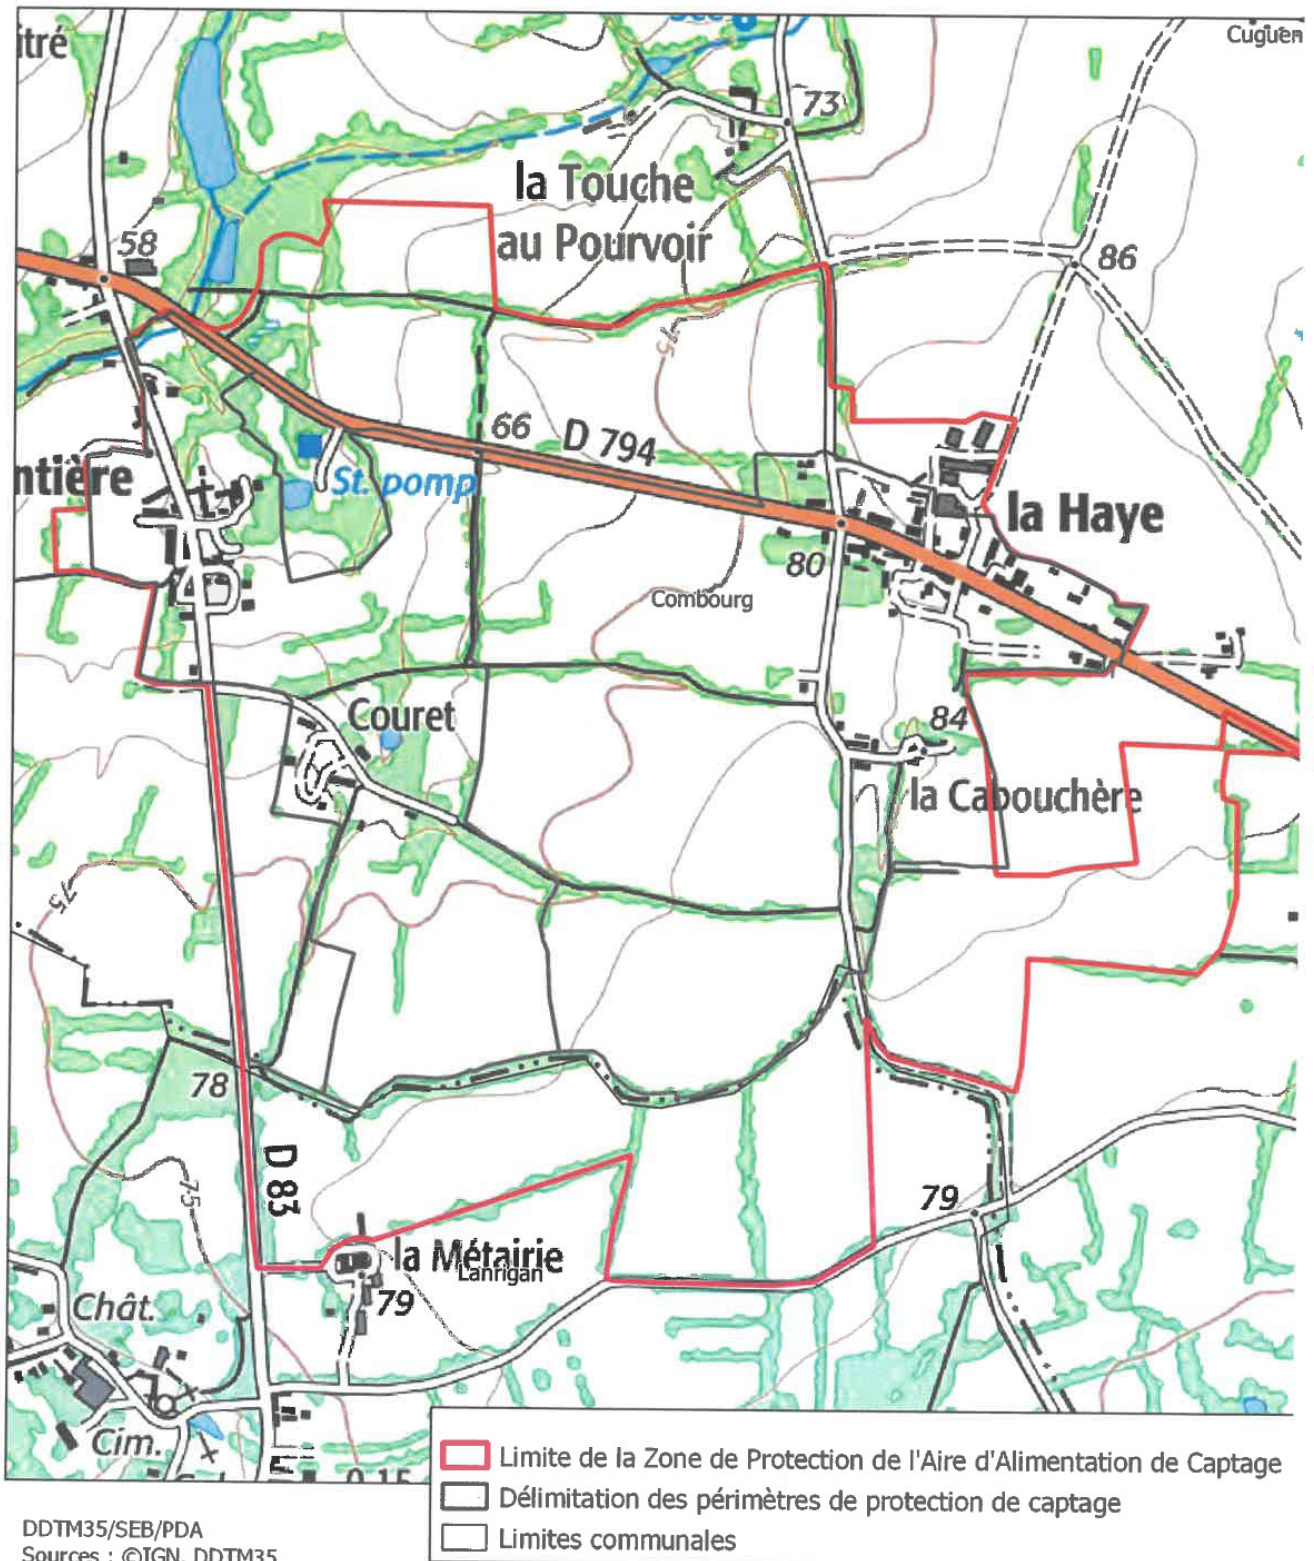 itré
Cuguen
73
la Touche
au Pourvoir
58
86
75
66
D 794
ntière
St. pomp
la Haye
80
Combourg
Couret
84
la Cabouchère
75
78
D 83
75
79
la Métairie
Lanrigan
79
Chât.
Cim.
Limite de la Zone de Protection de l'Aire d'Alimentation de Captage
Délimitation des périmètres de protection de captage
Limites communales
DDTM35/SEB/PDA
Sources : ©IGN, DDTM35